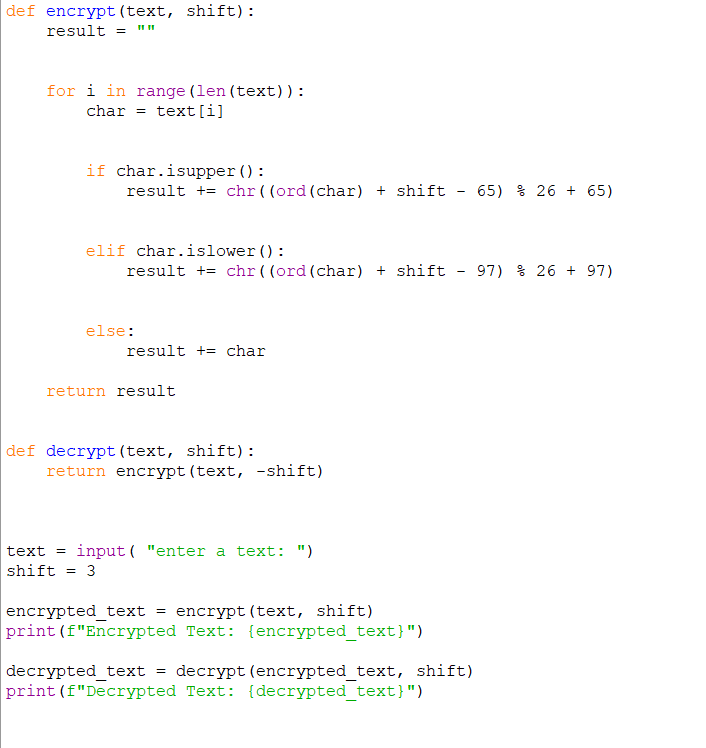 def encrypt(text, shift):
    result = ""
    for i in range(len(text)):
        char = text[i]
        if char.isupper():
            result += chr((ord(char) + shift - 65) % 26 + 65)
        elif char.islower():
            result += chr((ord(char) + shift - 97) % 26 + 97)
        else:
            result += char
    return result
def decrypt(text, shift):
    return encrypt(text, -shift)
text = input( "enter a text: ")
shift = 3
encrypted_text = encrypt(text, shift)
print(f"Encrypted Text: {encrypted_text}")
decrypted_text = decrypt(encrypted_text, shift)
print(f"Decrypted Text: {decrypted_text}")